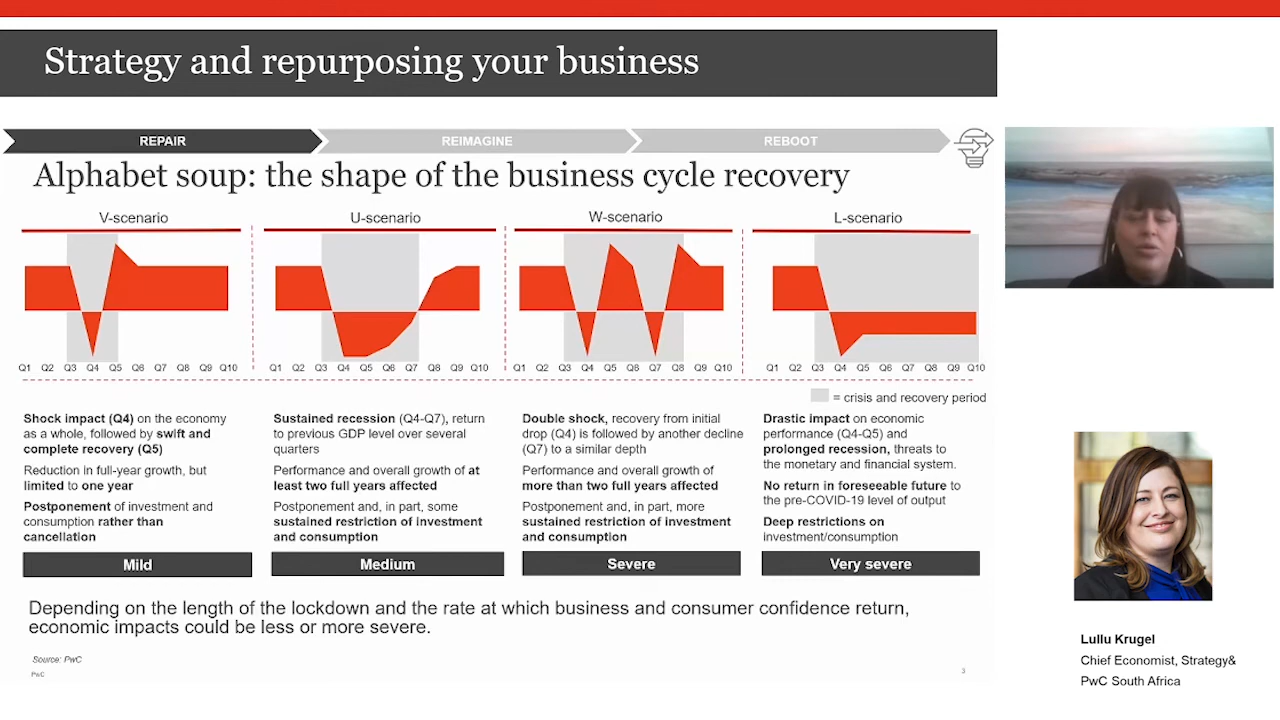 Strategy and repurposing your business
REPAIR
REIMAGINE
REBOOT
Alphabet soup: the shape of the business cycle recovery
V-scenario
U-scenario
W-scenario
L-scenario
Q1 Q2 Q3 Q4 Q5 Q6 Q7 Q8 Q9 Q10
Q1 Q2 Q3 Q4 Q5 Q6 Q7 Q8 Q9 Q10
Q1 Q2 Q3 Q4 Q5 Q6 Q7 Q8 Q9 Q10
Q1 Q2 Q3 Q4 Q5 Q6 Q7 Q8 Q9 Q10
= crisis and recovery period
Shock impact (Q4) on the economy
as a whole, followed by swift and
complete recovery (Q5)
Reduction in full-year growth, but
limited to one year
Postponement of investment and
consumption rather than
cancellation
Mild
Sustained recession (Q4-Q7), return
to previous GDP level over several
quarters
Performance and overall growth of at
least two full years affected
Postponement and, in part, some
sustained restriction of investment
and consumption
Medium
Double shock, recovery from initial
drop (Q4) is followed by another decline
(Q7) to a similar depth
Performance and overall growth of
more than two full years affected
Postponement and, in part, more
sustained restriction of investment
and consumption
Severe
Drastic impact on economic
performance (Q4-Q5) and
prolonged recession, threats to
the monetary and financial system.
No return in foreseeable future to
the pre-COVID-19 level of output
Deep restrictions on
investment/consumption
Very severe
Depending on the length of the lockdown and the rate at which business and consumer confidence return,
economic impacts could be less or more severe.
Source: PwC
PwC
3
Lullu Krugel
Chief Economist, Strategy&
PwC South Africa